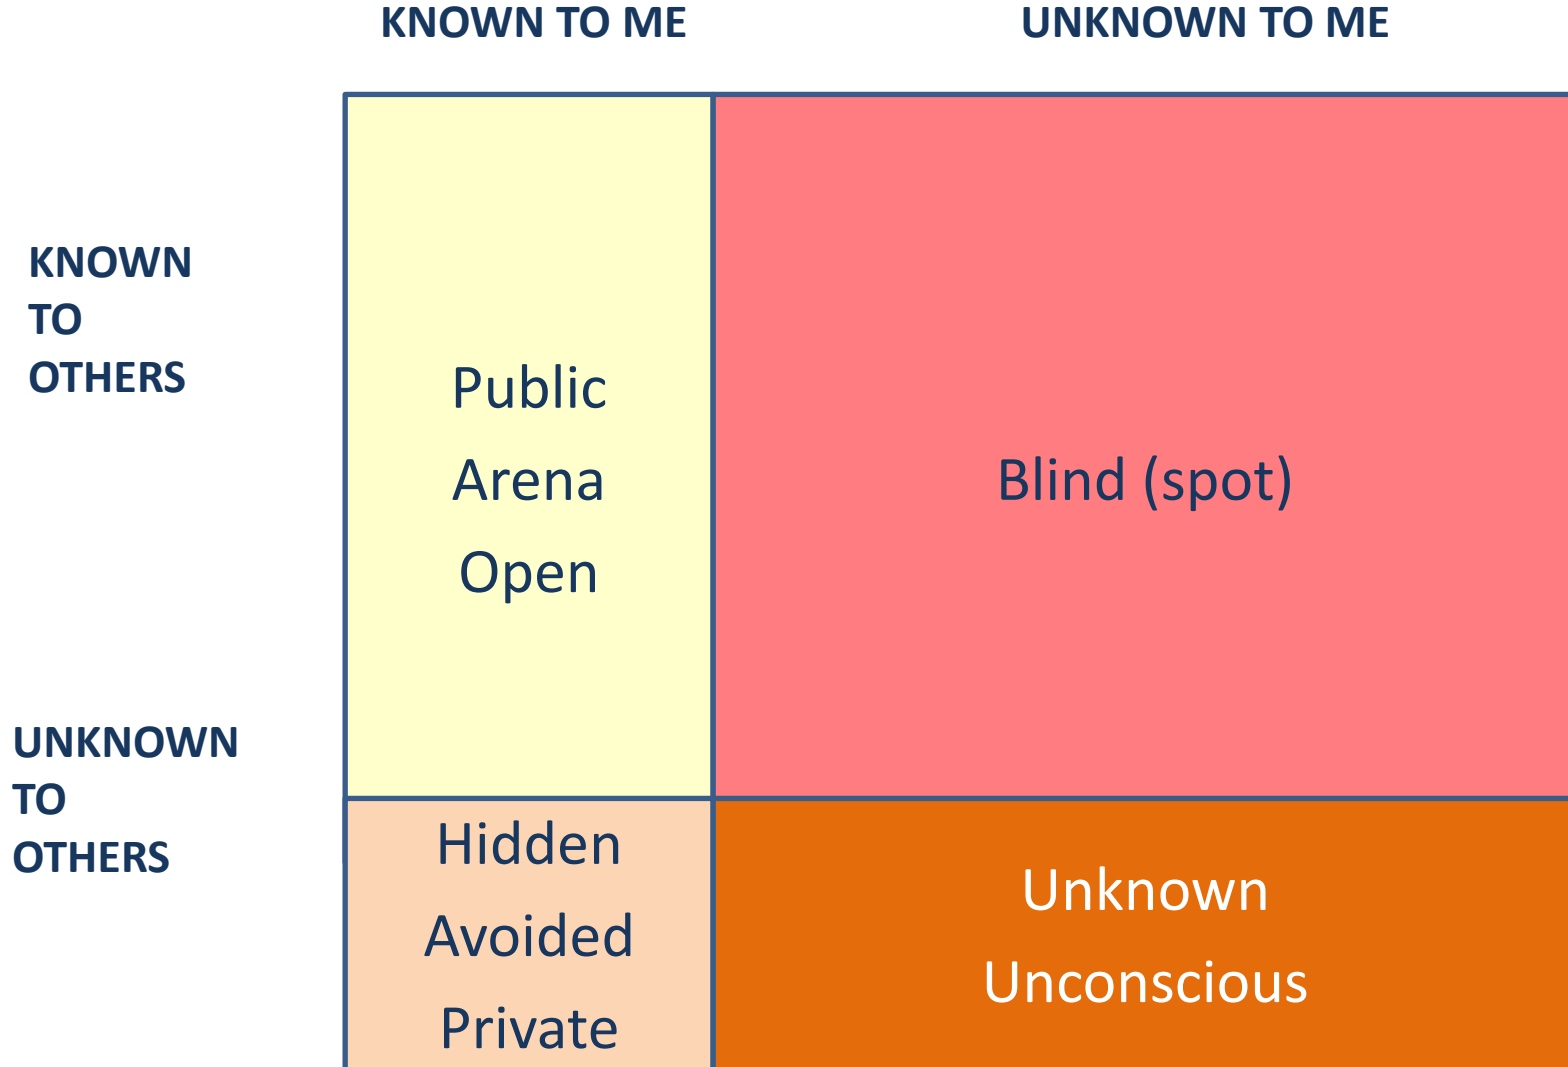 KNOWN TO ME
UNKNOWN TO ME
KNOWN
TO
OTHERS
Public
Arena
Open
Blind (spot)
UNKNOWN
TO
OTHERS
Hidden
Avoided
Private
Unknown
Unconscious